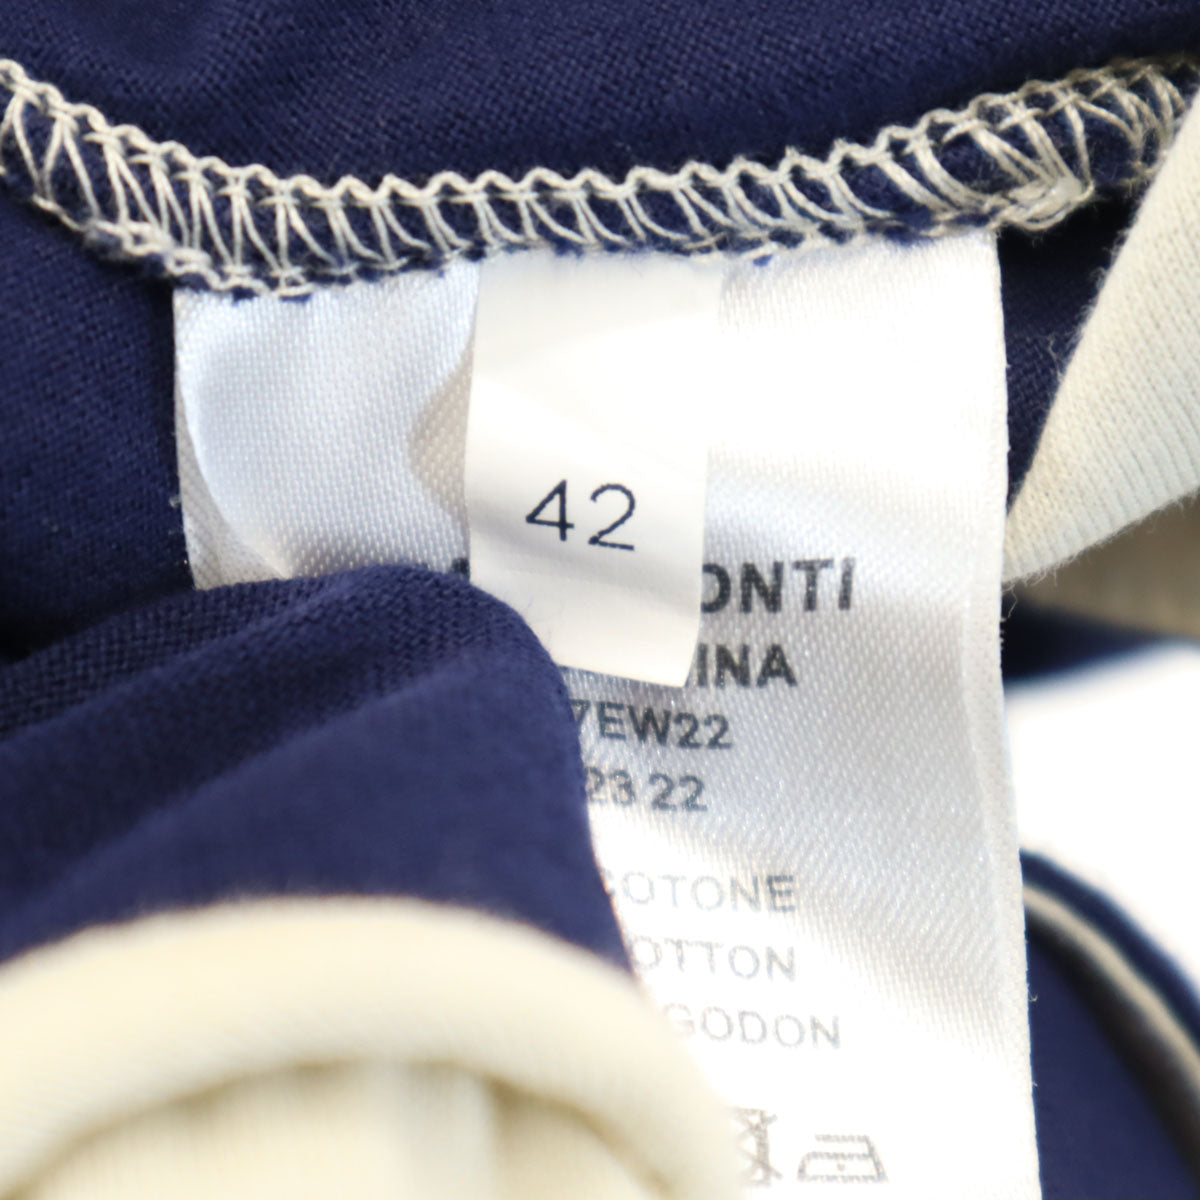 42
ONTI
INA
7EW22
23 22
COTONE
OTTON
GODON